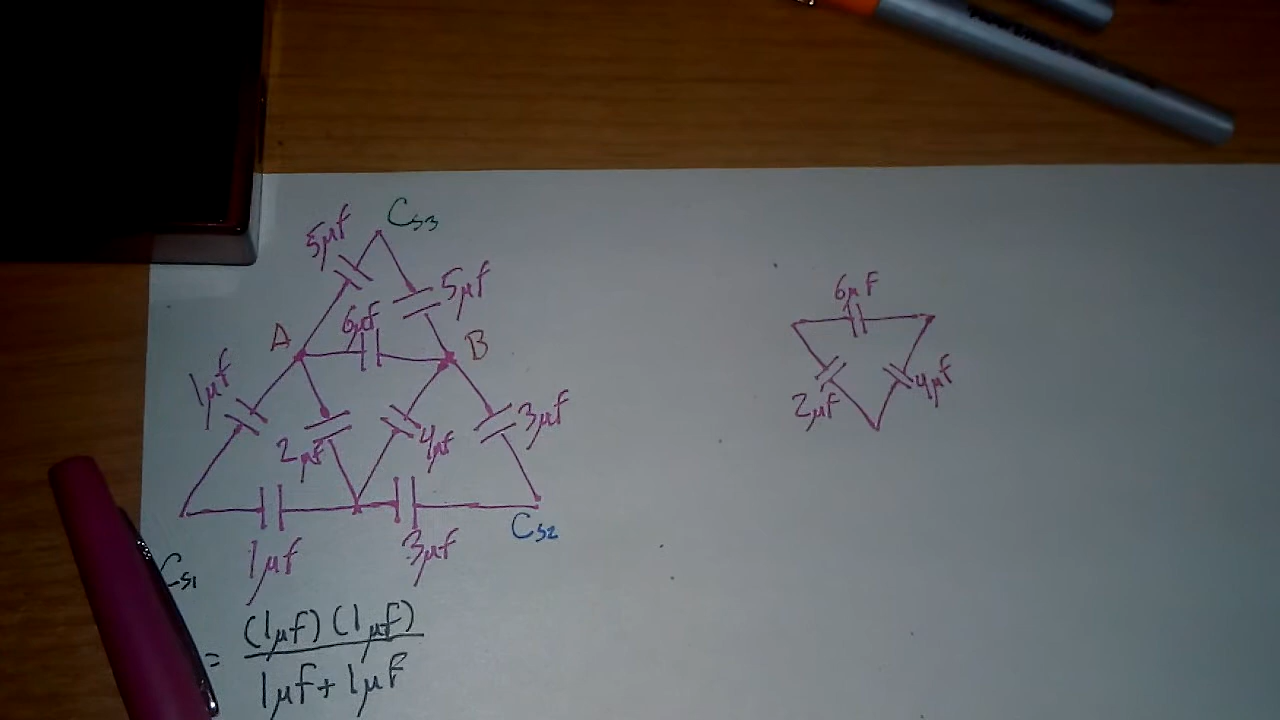 5µf
Cs3
5µf
6µf
A
B
1µf
2µf
4µf
3µf
1µf
3µf
Cs2
Cs1
= (1µf) (1µf)
1µf + 1µF
6µF
2µF
4µF